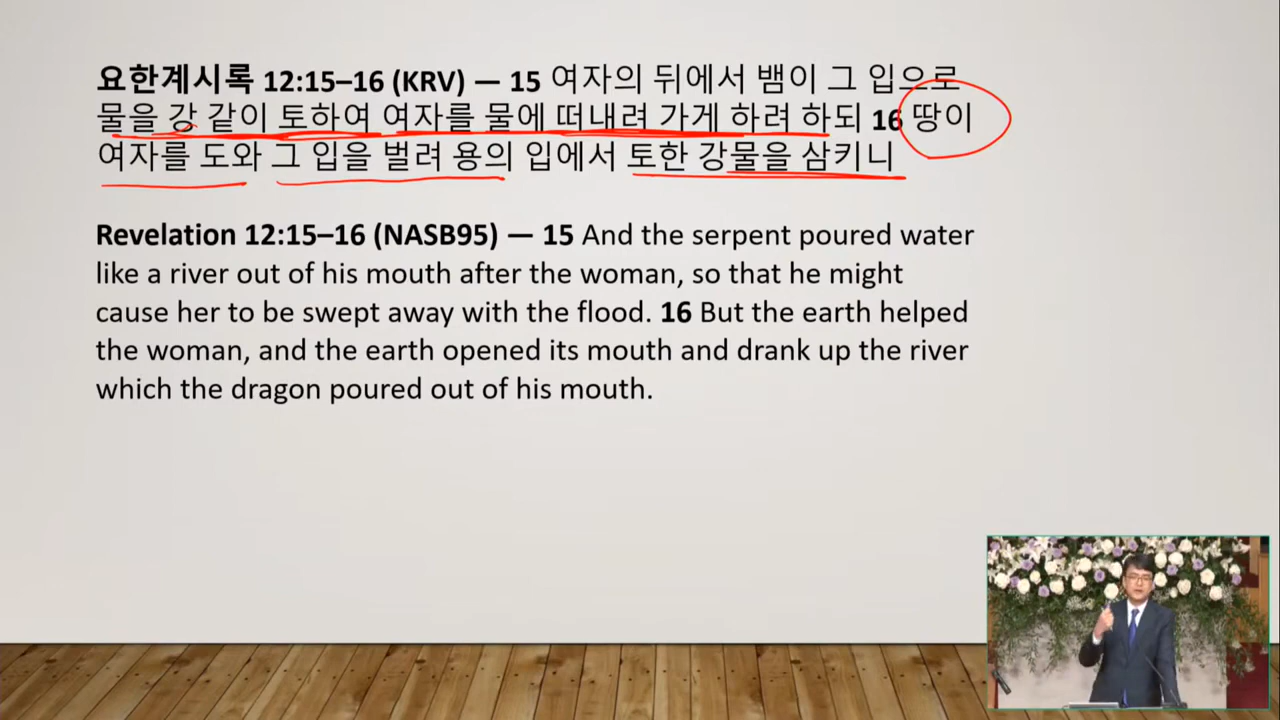 요한계시록 12:15–16 (KRV) — 15 여자의 뒤에서 뱀이 그 입으로
물을 강 같이 토하여 여자를 물에 떠내려 가게 하려 하되 16 땅이
여자를 도와 그 입을 벌려 용의 입에서 토한 강물을 삼키니
Revelation 12:15–16 (NASB95) — 15 And the serpent poured water
like a river out of his mouth after the woman, so that he might
cause her to be swept away with the flood. 16 But the earth helped
the woman, and the earth opened its mouth and drank up the river
which the dragon poured out of his mouth.